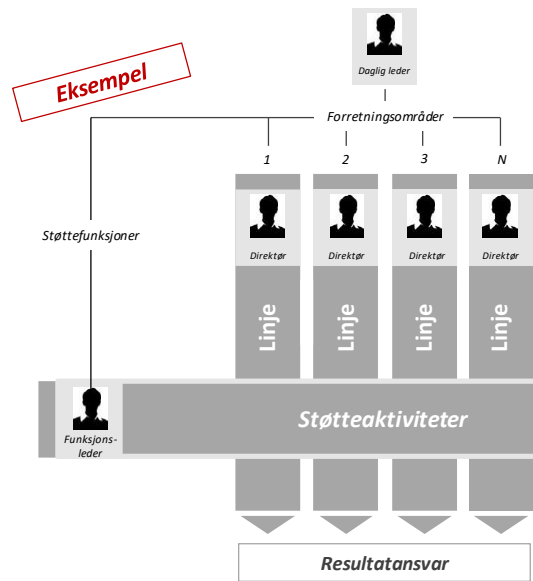 Daglig leder
Eksempel
Forretningsområder
1 2 3 N
Støttefunksjoner
Direktør Direktør Direktør Direktør
Linje Linje Linje Linje
Støtteaktiviteter
Funksjons-
leder
Resultatansvar